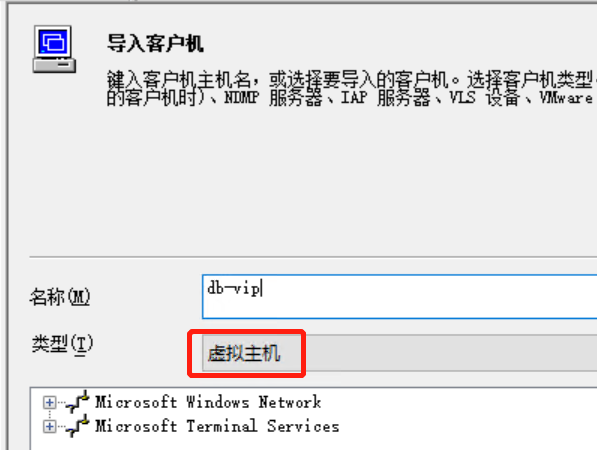 导入客户机
键入客户机主机名，或选择要导入的客户机。选择客户机类型
的客户机时)、NDMP 服务器、IAP 服务器、VLS 设备、VMware
名称(M)
db-vip
类型(T)
虚拟主机
Microsoft Windows Network
Microsoft Terminal Services